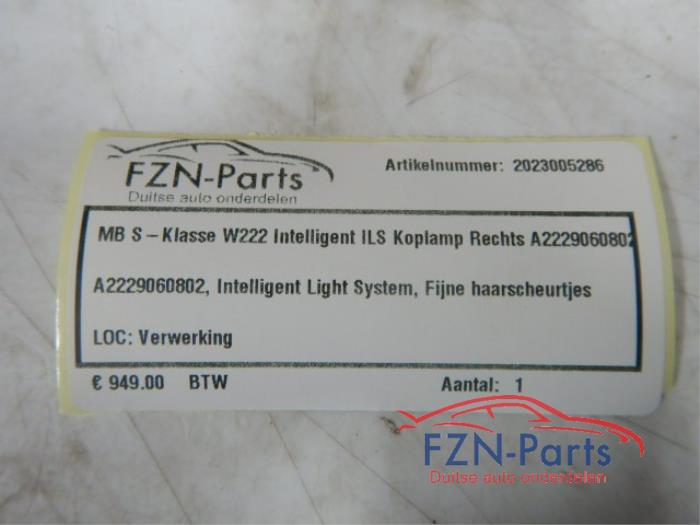 FZN-Parts
Duitse auto onderdelen
Artikelnummer: 2023005286
MB S-Klasse W222 Intelligent ILS Koplamp Rechts A2229060802
A2229060802, Intelligent Light System, Fijne haarscheurtjes
LOC: Verwerking
€ 949.00 BTW
Aantal: 1
FZN-Parts
Duitse auto onderdelen